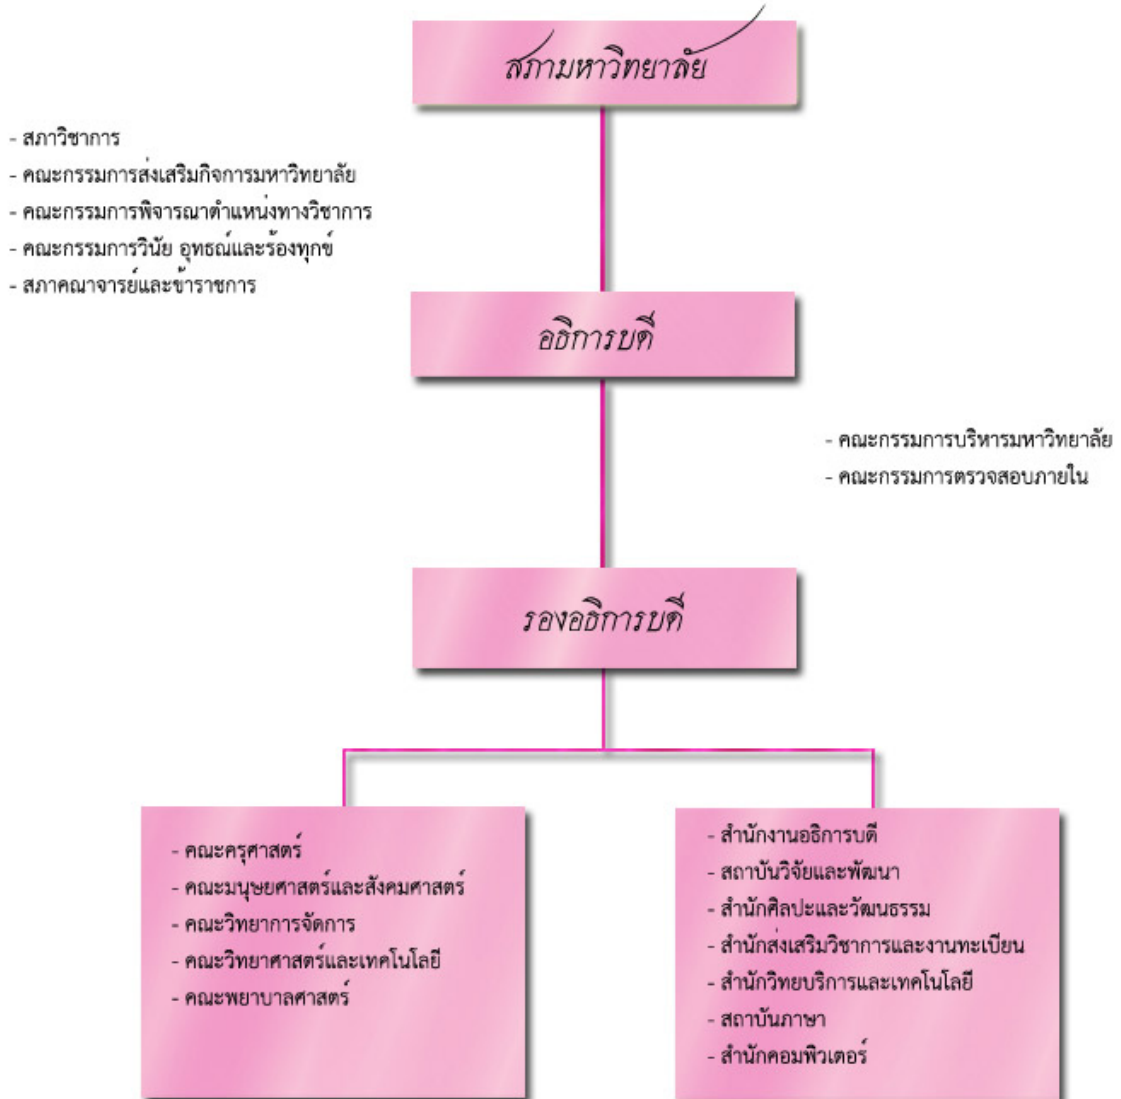 สภามหาวิทยาลัย
- สภาวิชาการ
- คณะกรรมการส่งเสริมกิจการมหาวิทยาลัย
- คณะกรรมการพิจารณาตำแหน่งทางวิชาการ
- คณะกรรมการวินัย อุทธณ์และร้องทุกข์
- สภาคณาจารย์และข้าราชการ
อธิการบดี
- คณะกรรมการบริหารมหาวิทยาลัย
- คณะกรรมการตรวจสอบภายใน
รองอธิการบดี
- คณะครุศาสตร์
- คณะมนุษยศาสตร์และสังคมศาสตร์
- คณะวิทยาการจัดการ
- คณะวิทยาศาสตร์และเทคโนโลยี
- คณะพยาบาลศาสตร์
- สำนักงานอธิการบดี
- สถาบันวิจัยและพัฒนา
- สำนักศิลปะและวัฒนธรรม
- สำนักส่งเสริมวิชาการและงานทะเบียน
- สำนักวิทยบริการและเทคโนโลยี
- สถาบันภาษา
- สำนักคอมพิวเตอร์